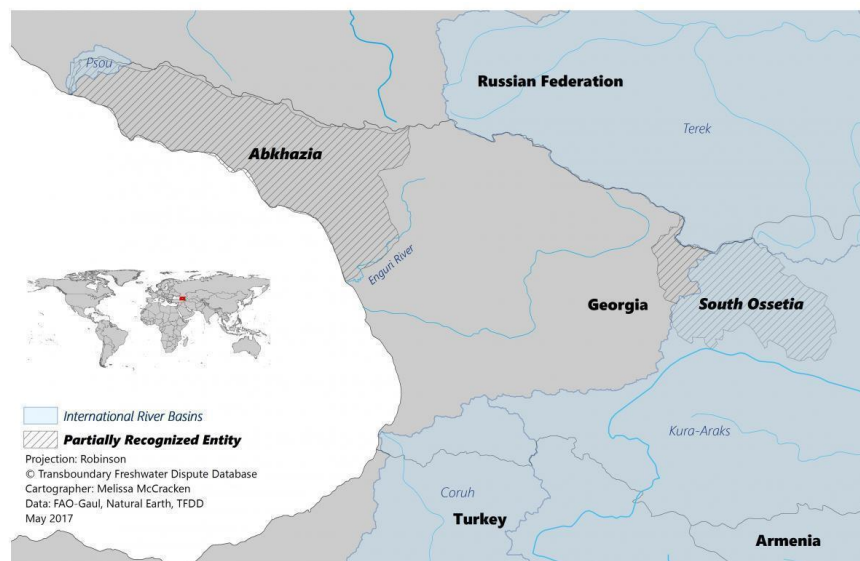 Psou
Russian Federation
Terek
Abkhazia
Enguri River
Georgia
South Ossetia
Kura-Araks
Coruh
Turkey
Armenia
International River Basins
Partially Recognized Entity
Projection: Robinson
© Transboundary Freshwater Dispute Database
Cartographer: Melissa McCracken
Data: FAO-Gaul, Natural Earth, TFDD
May 2017